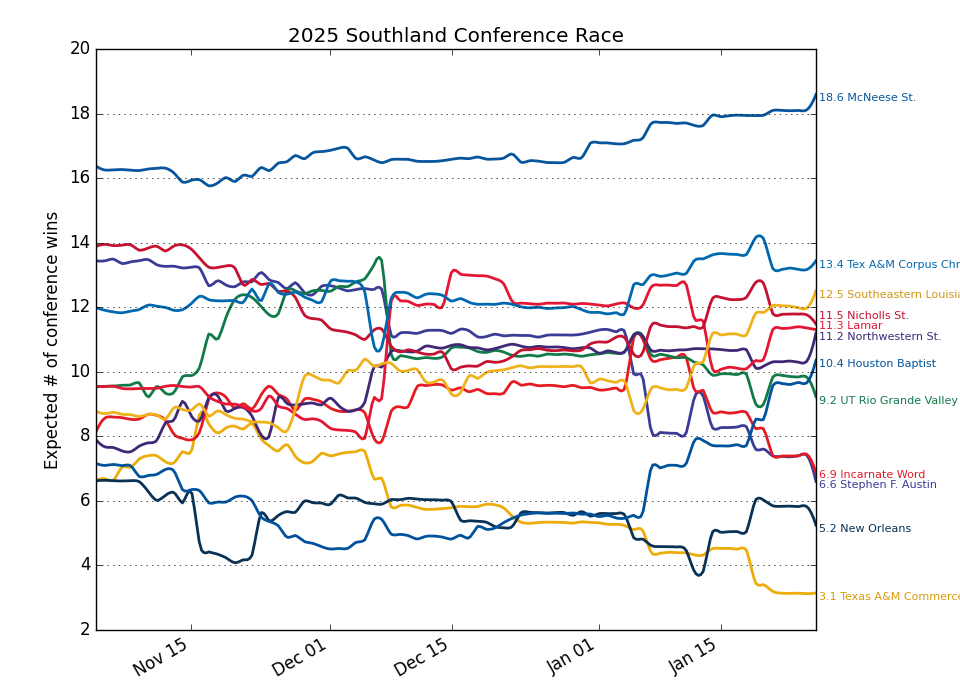 2025 Southland Conference Race
Expected # of conference wins
20
18
16
14
12
10
8
6
4
2
Nov 15
Dec 01
Dec 15
Jan 01
Jan 15
18.6 McNeese St.
13.4 Tex A&M Corpus Chr
12.5 Southeastern Louisia
11.5 Nicholls St.
11.3 Lamar
11.2 Northwestern St.
10.4 Houston Baptist
9.2 UT Rio Grande Valley
6.9 Incarnate Word
6.6 Stephen F. Austin
5.2 New Orleans
3.1 Texas A&M Commerce